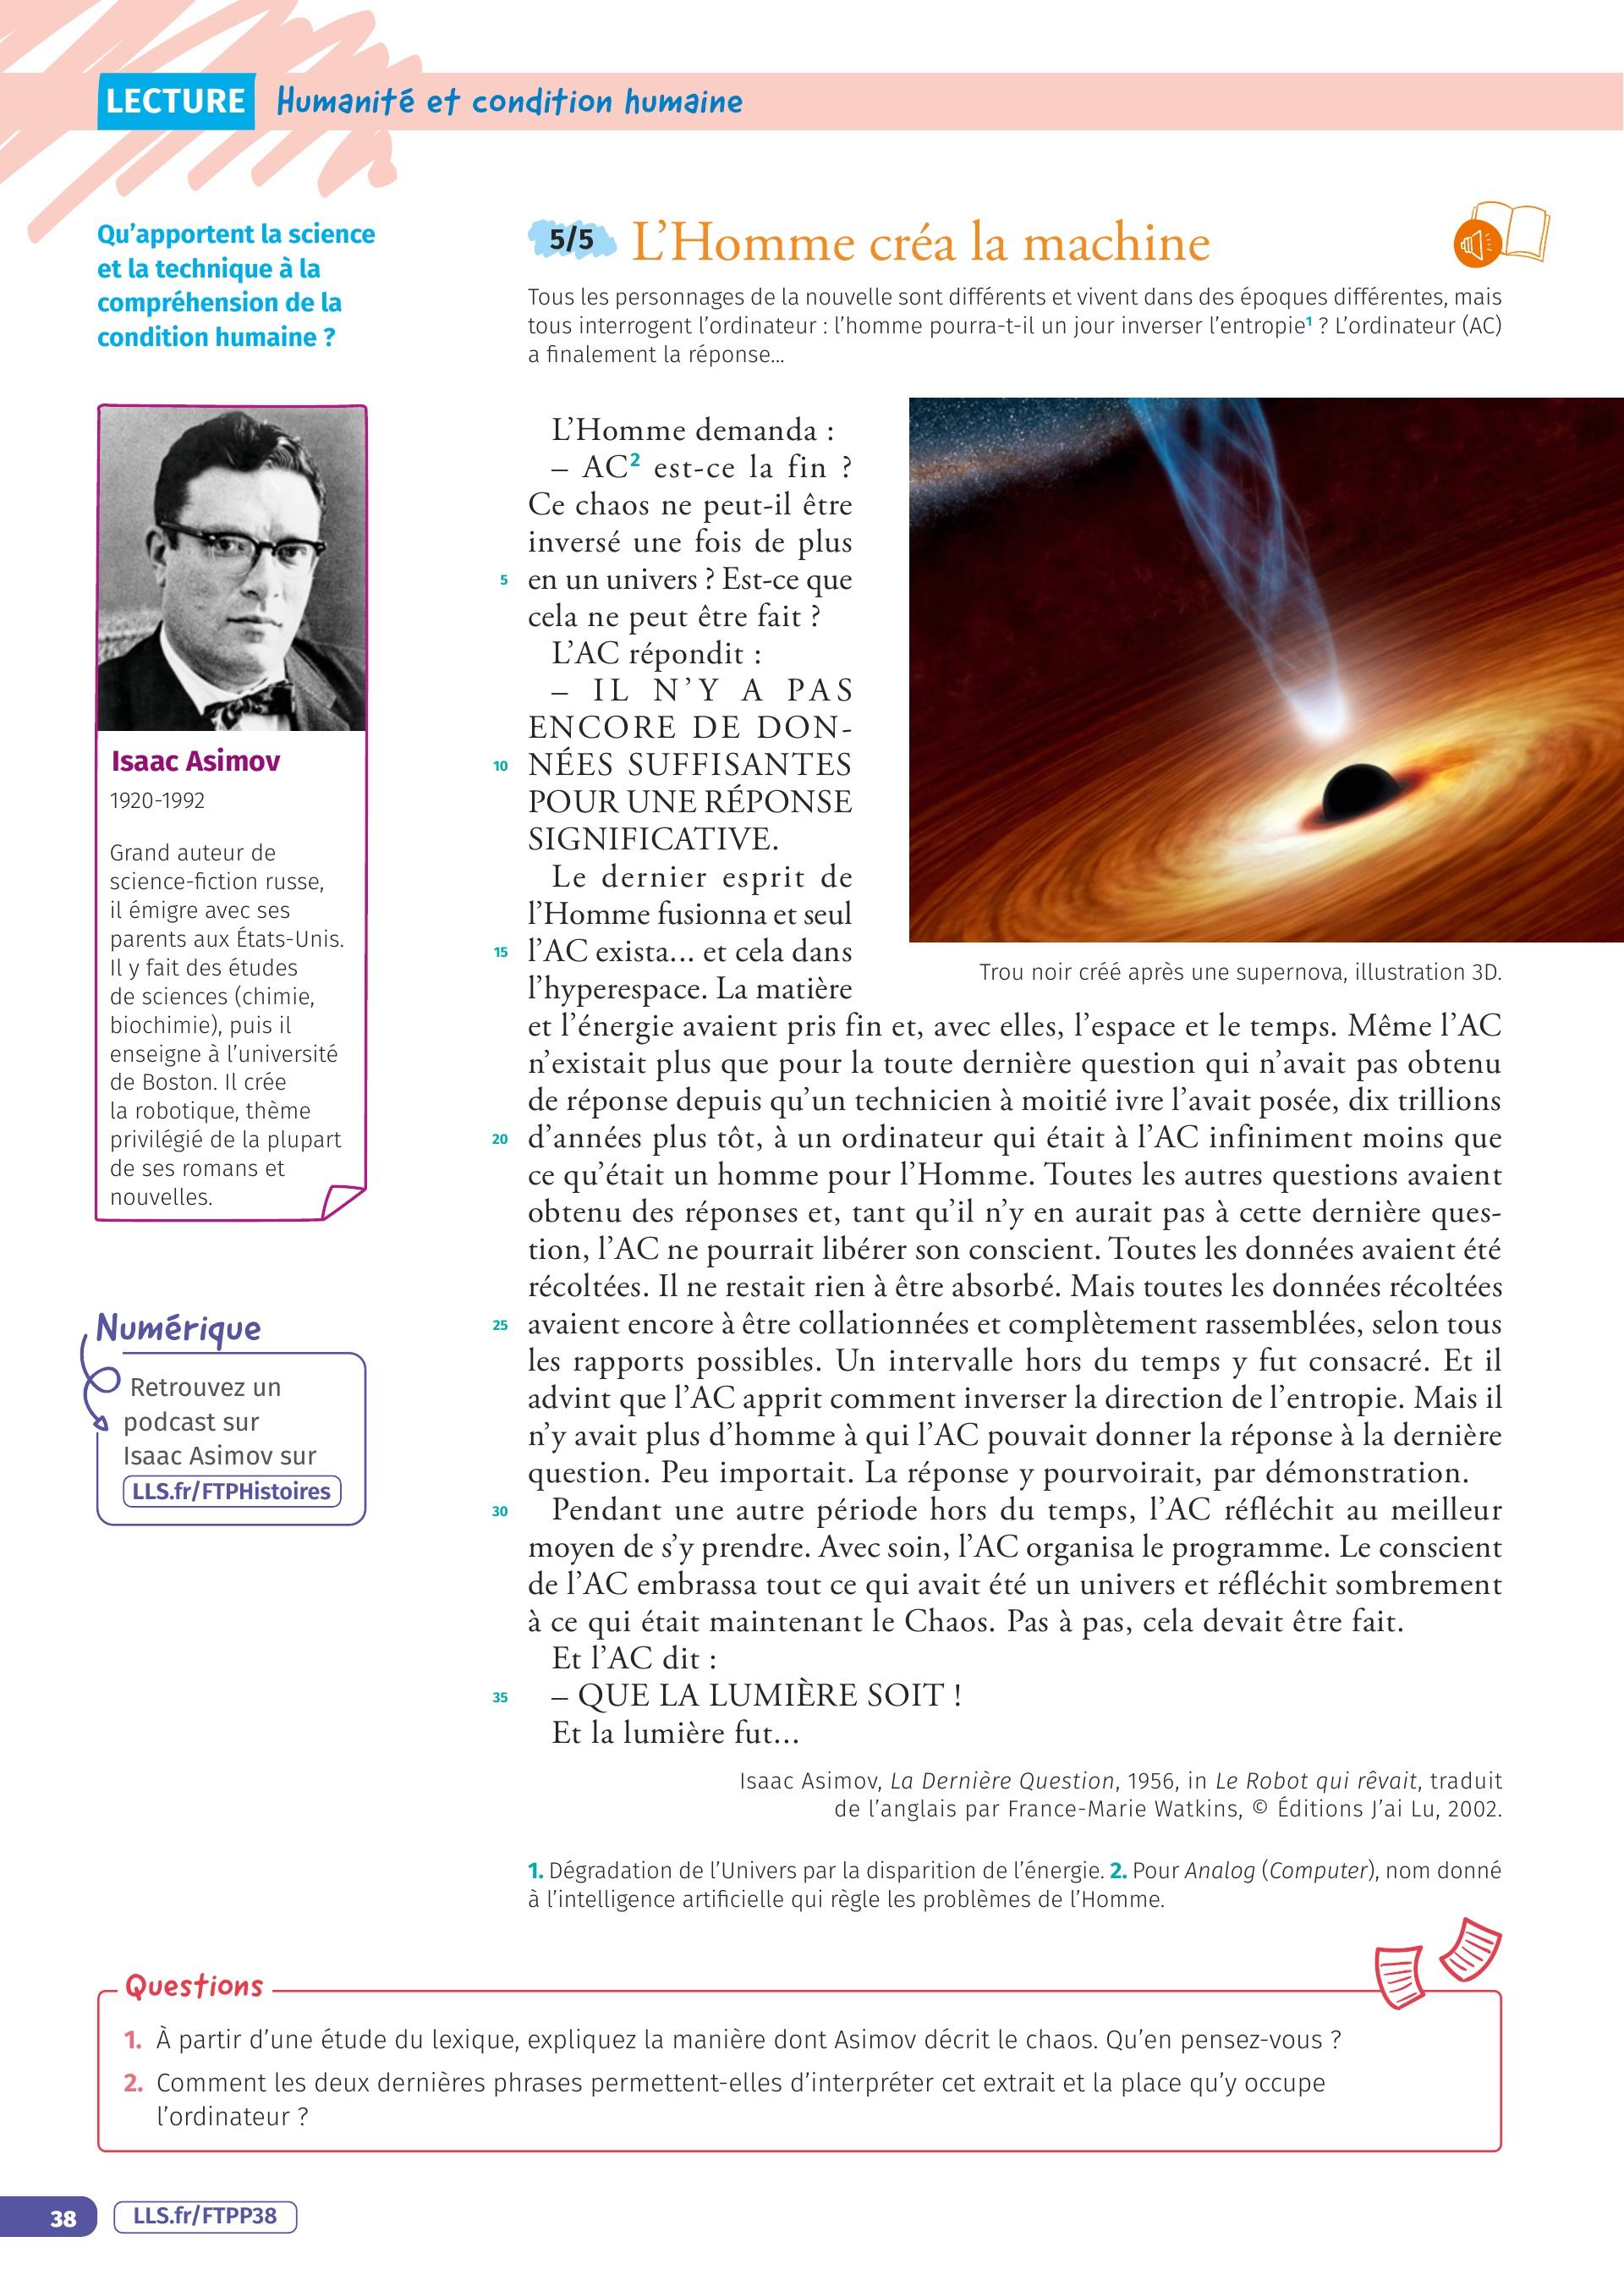 LECTURE Humanité et condition humaine
Qu'apportent la science
et la technique à la
compréhension de la
condition humaine ?
Isaac Asimov
1920-1992
Grand auteur de
science-fiction russe,
il émigre avec ses
parents aux États-Unis.
Il y fait des études
de sciences (chimie,
biochimie), puis il
enseigne à l'université
de Boston. Il crée
la robotique, thème
privilégié de la plupart
de ses romans et
nouvelles.
Numérique
Retrouvez un
podcast sur
Isaac Asimov sur
LLS.fr/FTPHistoires
5/5 L'Homme créa la machine
Tous les personnages de la nouvelle sont différents et vivent dans des époques différentes, mais
tous interrogent l'ordinateur : l'homme pourra-t-il un jour inverser l'entropie¹ ? L'ordinateur (AC)
a finalement la réponse...
L'Homme demanda :
– AC² est-ce la fin ?
Ce chaos ne peut-il être
inversé une fois de plus
5 en un univers ? Est-ce que
cela ne peut être fait ?
L'AC répondit :
– IL N'Y A PAS
ENCORE DE DON-
10 NÉES SUFFISANTES
POUR UNE RÉPONSE
SIGNIFICATIVE.
Le dernier esprit de
l'Homme fusionna et seul
15 l'AC exista... et cela dans
l'hyperespace. La matière
Trou noir créé après une supernova, illustration 3D.
et l'énergie avaient pris fin et, avec elles, l'espace et le temps. Même l'AC
n'existait plus que pour la toute dernière question qui n'avait pas obtenu
de réponse depuis qu'un technicien à moitié ivre l'avait posée, dix trillions
20 d'années plus tôt, à un ordinateur qui était à l'AC infiniment moins que
ce qu'était un homme pour l'Homme. Toutes les autres questions avaient
obtenu des réponses et, tant qu'il n'y en aurait pas à cette dernière ques-
tion, l'AC ne pourrait libérer son conscient. Toutes les données avaient été
récoltées. Il ne restait rien à être absorbé. Mais toutes les données récoltées
25 avaient encore à être collationnées et complètement rassemblées, selon tous
les rapports possibles. Un intervalle hors du temps y fut consacré. Et il
advint que l'AC apprit comment inverser la direction de l'entropie. Mais il
n'y avait plus d'homme à qui l'AC pouvait donner la réponse à la dernière
question. Peu importait. La réponse y pourvoirait, par démonstration.
30 Pendant une autre période hors du temps, l'AC réfléchit au meilleur
moyen de s'y prendre. Avec soin, l'AC organisa le programme. Le conscient
de l'AC embrassa tout ce qui avait été un univers et réfléchit sombrement
à ce qui était maintenant le Chaos. Pas à pas, cela devait être fait.
Et l'AC dit :
35 – QUE LA LUMIÈRE SOIT !
Et la lumière fut...
Isaac Asimov, La Dernière Question, 1956, in Le Robot qui rêvait, traduit
de l'anglais par France-Marie Watkins, © Éditions J'ai Lu, 2002.
1. Dégradation de l'Univers par la disparition de l'énergie. 2. Pour Analog (Computer), nom donné
à l'intelligence artificielle qui règle les problèmes de l'Homme.
Questions
1. À partir d'une étude du lexique, expliquez la manière dont Asimov décrit le chaos. Qu'en pensez-vous ?
2. Comment les deux dernières phrases permettent-elles d'interpréter cet extrait et la place qu'y occupe
l'ordinateur ?
38 LLS.fr/FTPP38